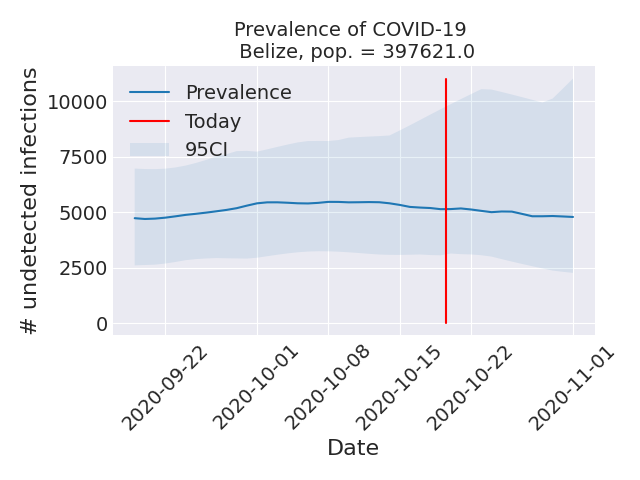 Prevalence of COVID-19
Belize, pop. = 397621.0
# undetected infections
10000
7500
5000
2500
0
Prevalence
Today
95CI
2020-09-22
2020-10-01
2020-10-08
2020-10-15
2020-10-22
2020-11-01
Date